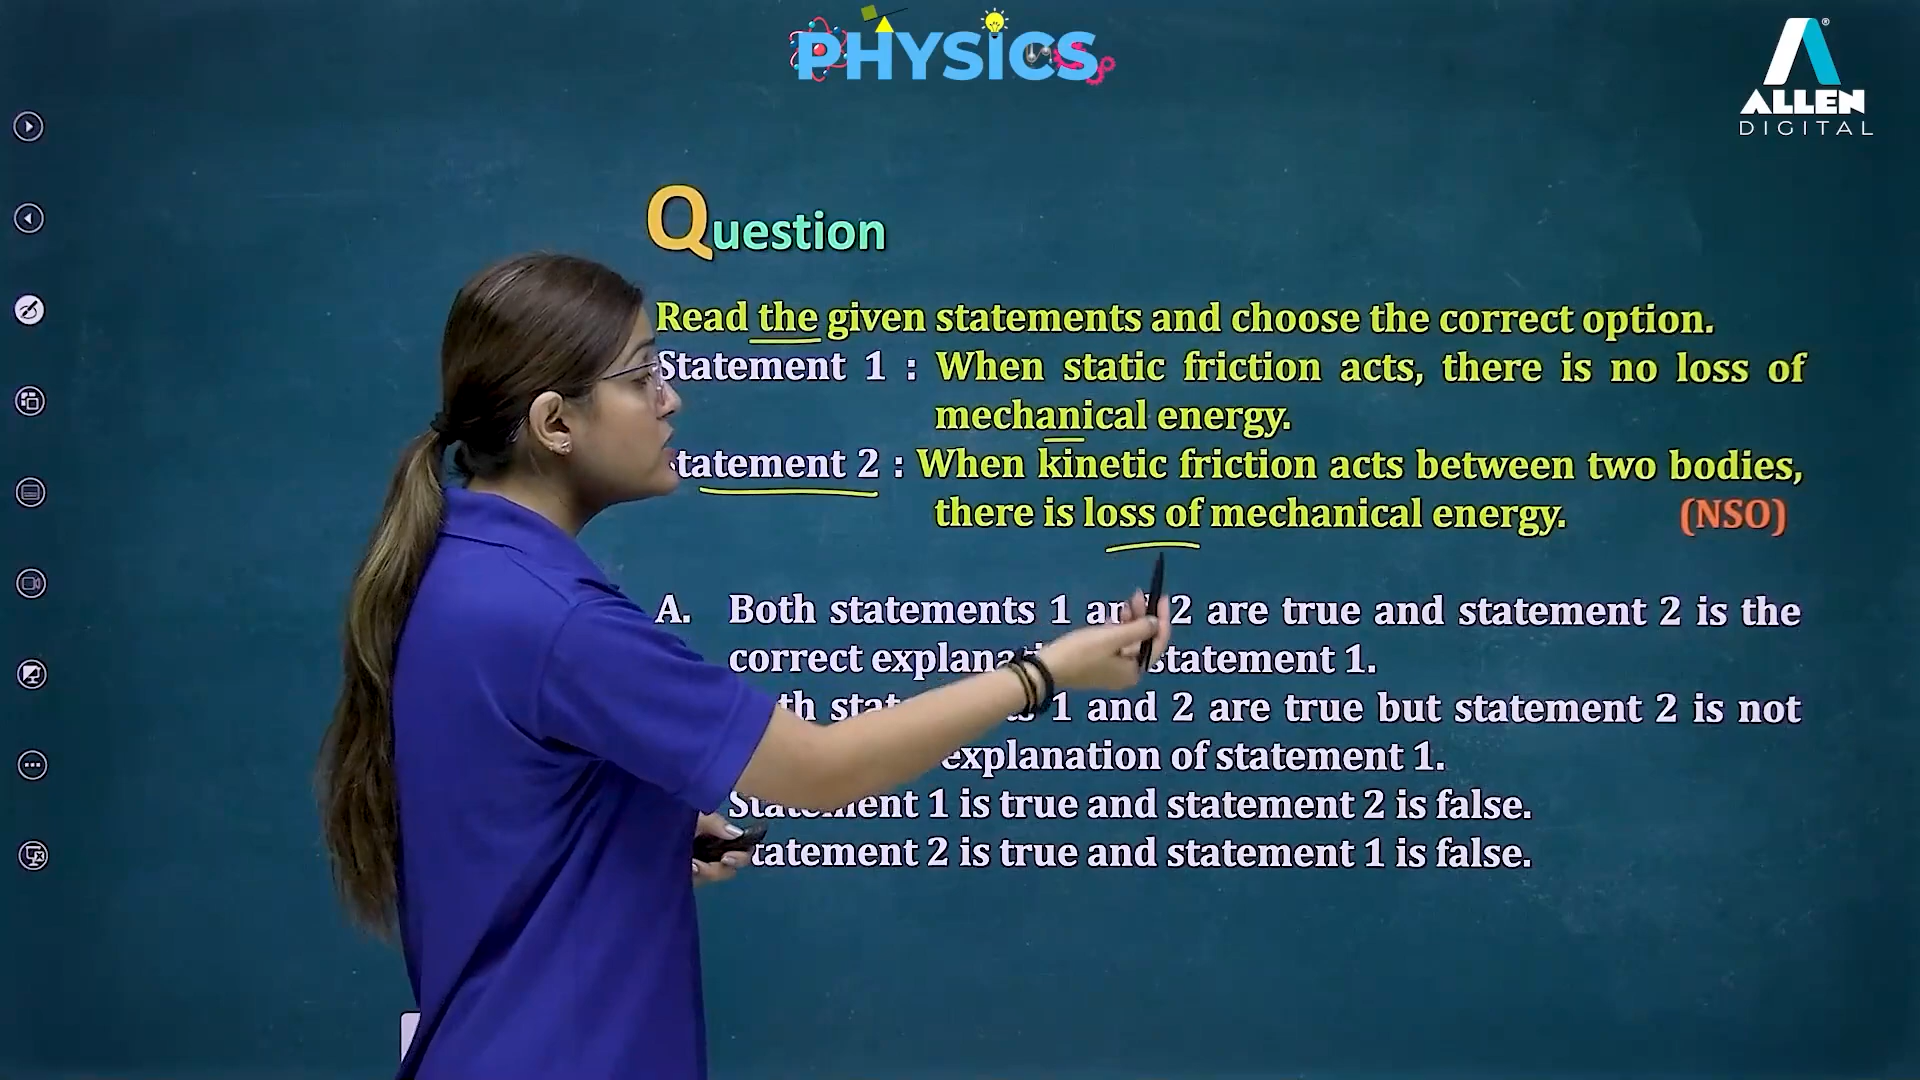 PHYSICS
ALLEN
DIGITAL
Question
Read the given statements and choose the correct option.
Statement 1 : When static friction acts, there is no loss of
mechanical energy.
Statement 2 : When kinetic friction acts between two bodies,
there is loss of mechanical energy. (NSO)
A. Both statements 1 and 2 are true and statement 2 is the
correct statement 1.
1 and 2 are true but statement 2 is not
explanation of statement 1.
Statement 1 is true and statement 2 is false.
Statement 2 is true and statement 1 is false.